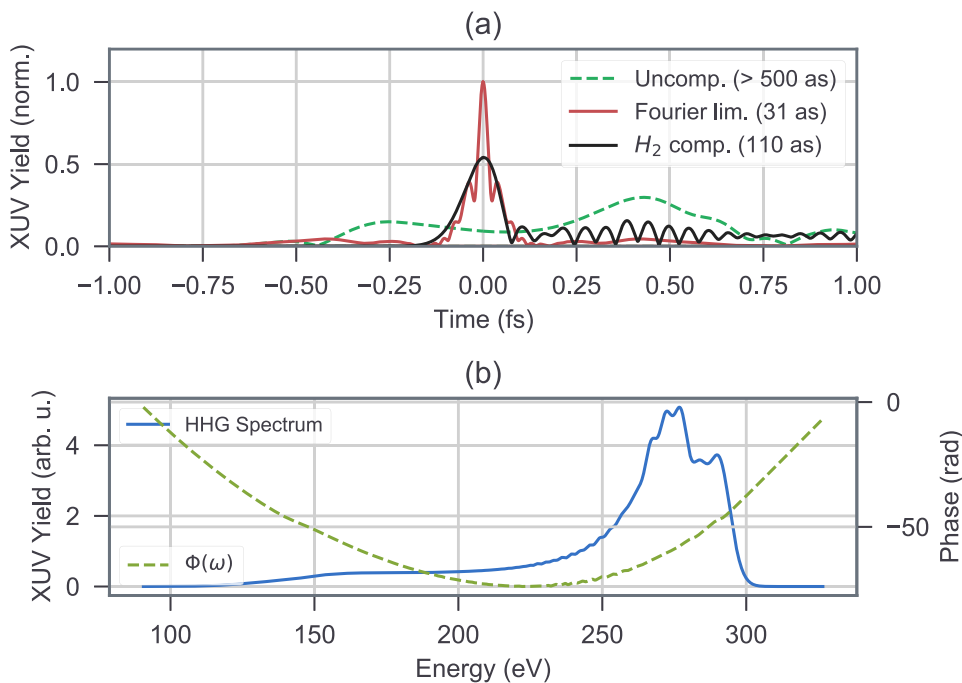 (a)
XUV Yield (norm.)
1.0
0.5
0.0
Uncomp. (> 500 as)
Fourier lim. (31 as)
H₂ comp. (110 as)
−1.00 −0.75 −0.50 −0.25 0.00 0.25 0.50 0.75 1.00
Time (fs)
(b)
XUV Yield (arb. u.)
4
2
0
HHG Spectrum
Φ(ω)
0
−50
Phase (rad)
100 150 200 250 300
Energy (eV)